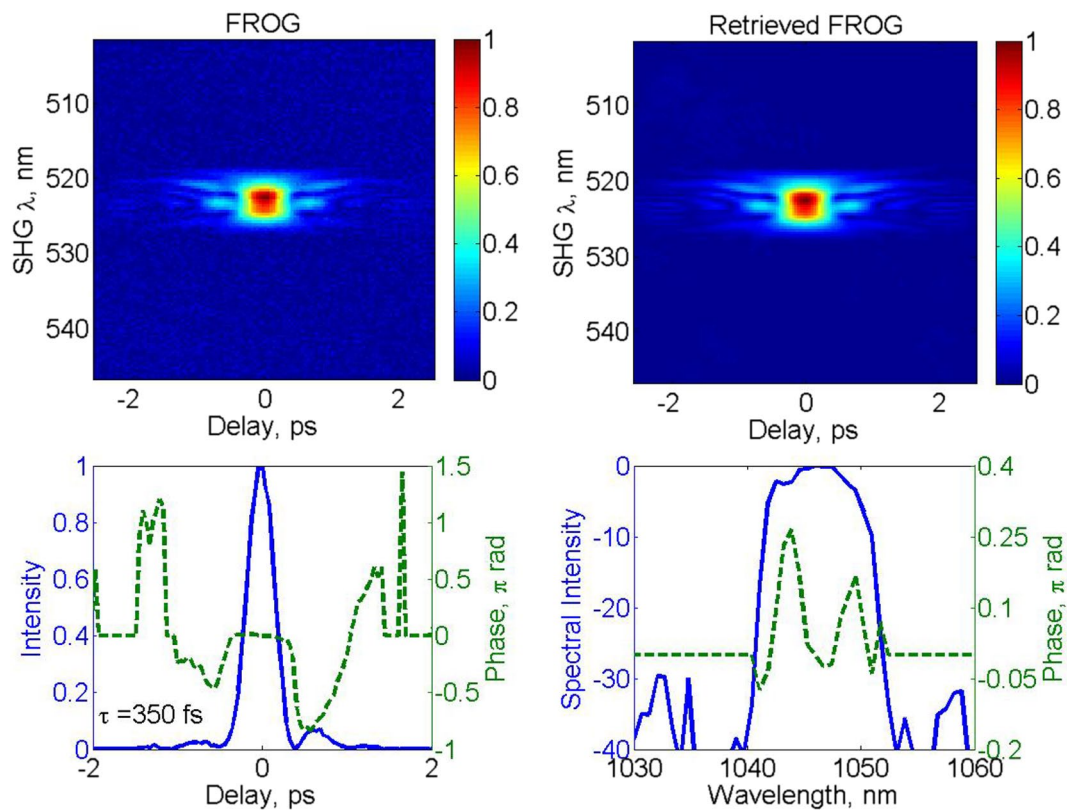 FROG
1
0.8
0.6
0.4
0.2
0
510
520
530
540
SHG λ, nm
-2 0 2
Delay, ps
Retrieved FROG
1
0.8
0.6
0.4
0.2
0
510
520
530
540
SHG λ, nm
-2 0 2
Delay, ps
1
0.8
0.6
0.4
0.2
0
Intensity
1.5
1
0.5
0
-0.5
-1
Phase, π rad
τ =350 fs
-2 0 2
Delay, ps
0
-10
-20
-30
-40
Spectral Intensity
0.4
0.25
0.1
-0.05
-0.2
Phase, π rad
1030 1040 1050 1060
Wavelength, nm